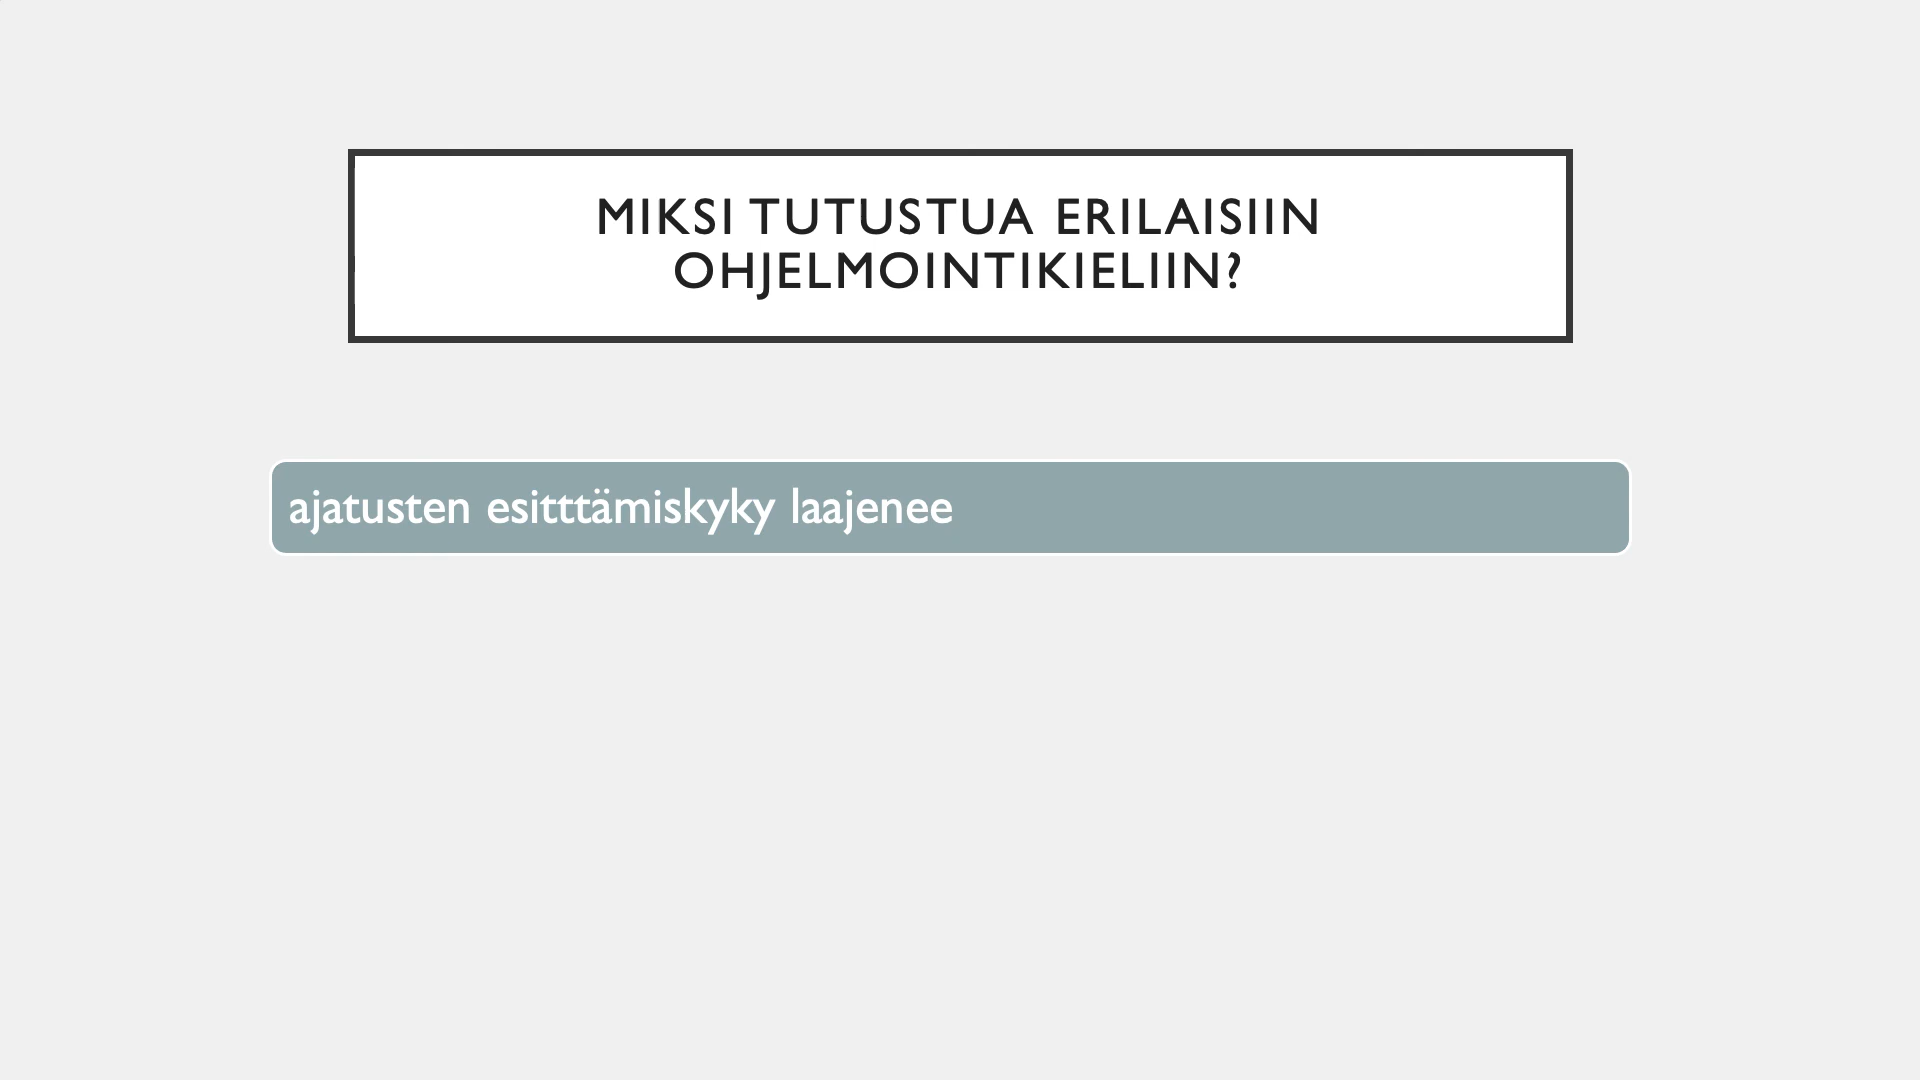 MIKSI TUTUSTUA ERILAISIIN
OHJELMOINTIKIELIIN?
ajatusten esitttämiskyky laajenee